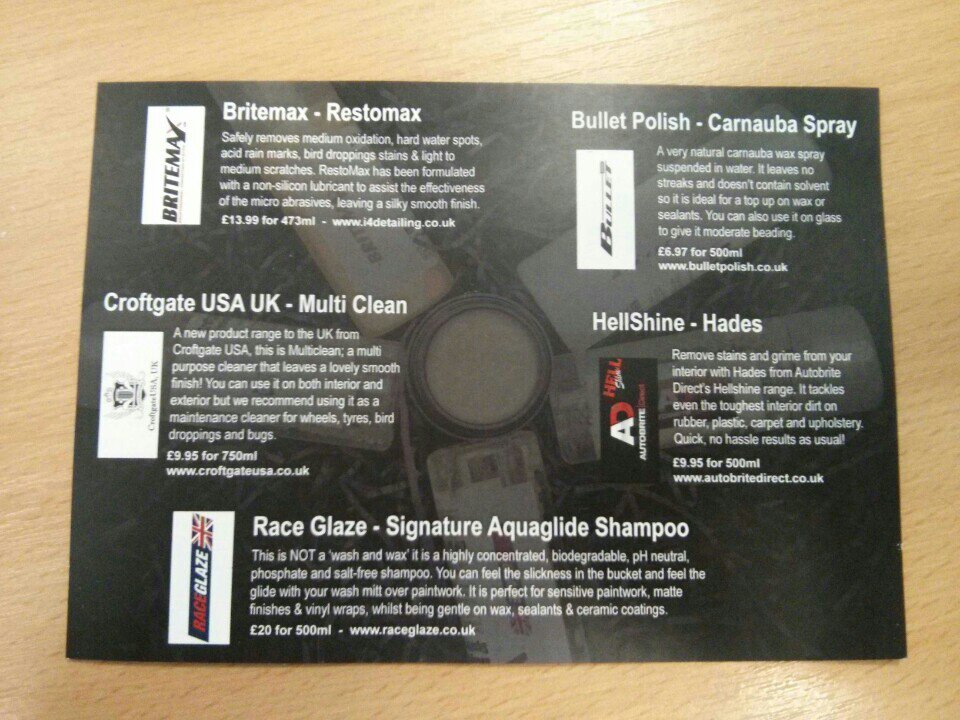 Britemax - Restomax
BRITEMAX
Safely removes medium oxidation, hard water spots,
acid rain marks, bird droppings stains & light to
medium scratches. RestoMax has been formulated
with a non-silicon lubricant to assist the effectiveness
of the micro abrasives, leaving a silky smooth finish.
£13.99 for 473ml - www.i4detailing.co.uk
Bullet Polish - Carnauba Spray
BULLET
A very natural carnauba wax spray
suspended in water. It leaves no
streaks and doesn't contain solvent
so it is ideal for a top up on wax or
sealants. You can also use it on glass
to give it moderate beading.
£6.97 for 500ml
www.bulletpolish.co.uk
Croftgate USA UK - Multi Clean
Croftgate USA, UK
A new product range to the UK from
Croftgate USA, this is Multiclean; a multi
purpose cleaner that leaves a lovely smooth
finish! You can use it on both interior and
exterior but we recommend using it as a
maintenance cleaner for wheels, tyres, bird
droppings and bugs.
£9.95 for 750ml
www.croftgateusa.co.uk
HellShine - Hades
HELL
SHINE
AD
AUTOBRITE Direct
Remove stains and grime from your
interior with Hades from Autobrite
Direct's Hellshine range. It tackles
even the toughest interior dirt on
rubber, plastic, carpet and upholstery.
Quick, no hassle results as usual!
£9.95 for 500ml
www.autobritedirect.co.uk
Race Glaze - Signature Aquaglide Shampoo
RACEGLAZE
This is NOT a 'wash and wax' it is a highly concentrated, biodegradable, pH neutral,
phosphate and salt-free shampoo. You can feel the slickness in the bucket and feel the
glide with your wash mitt over paintwork. It is perfect for sensitive paintwork, matte
finishes & vinyl wraps, whilst being gentle on wax, sealants & ceramic coatings.
£20 for 500ml - www.raceglaze.co.uk